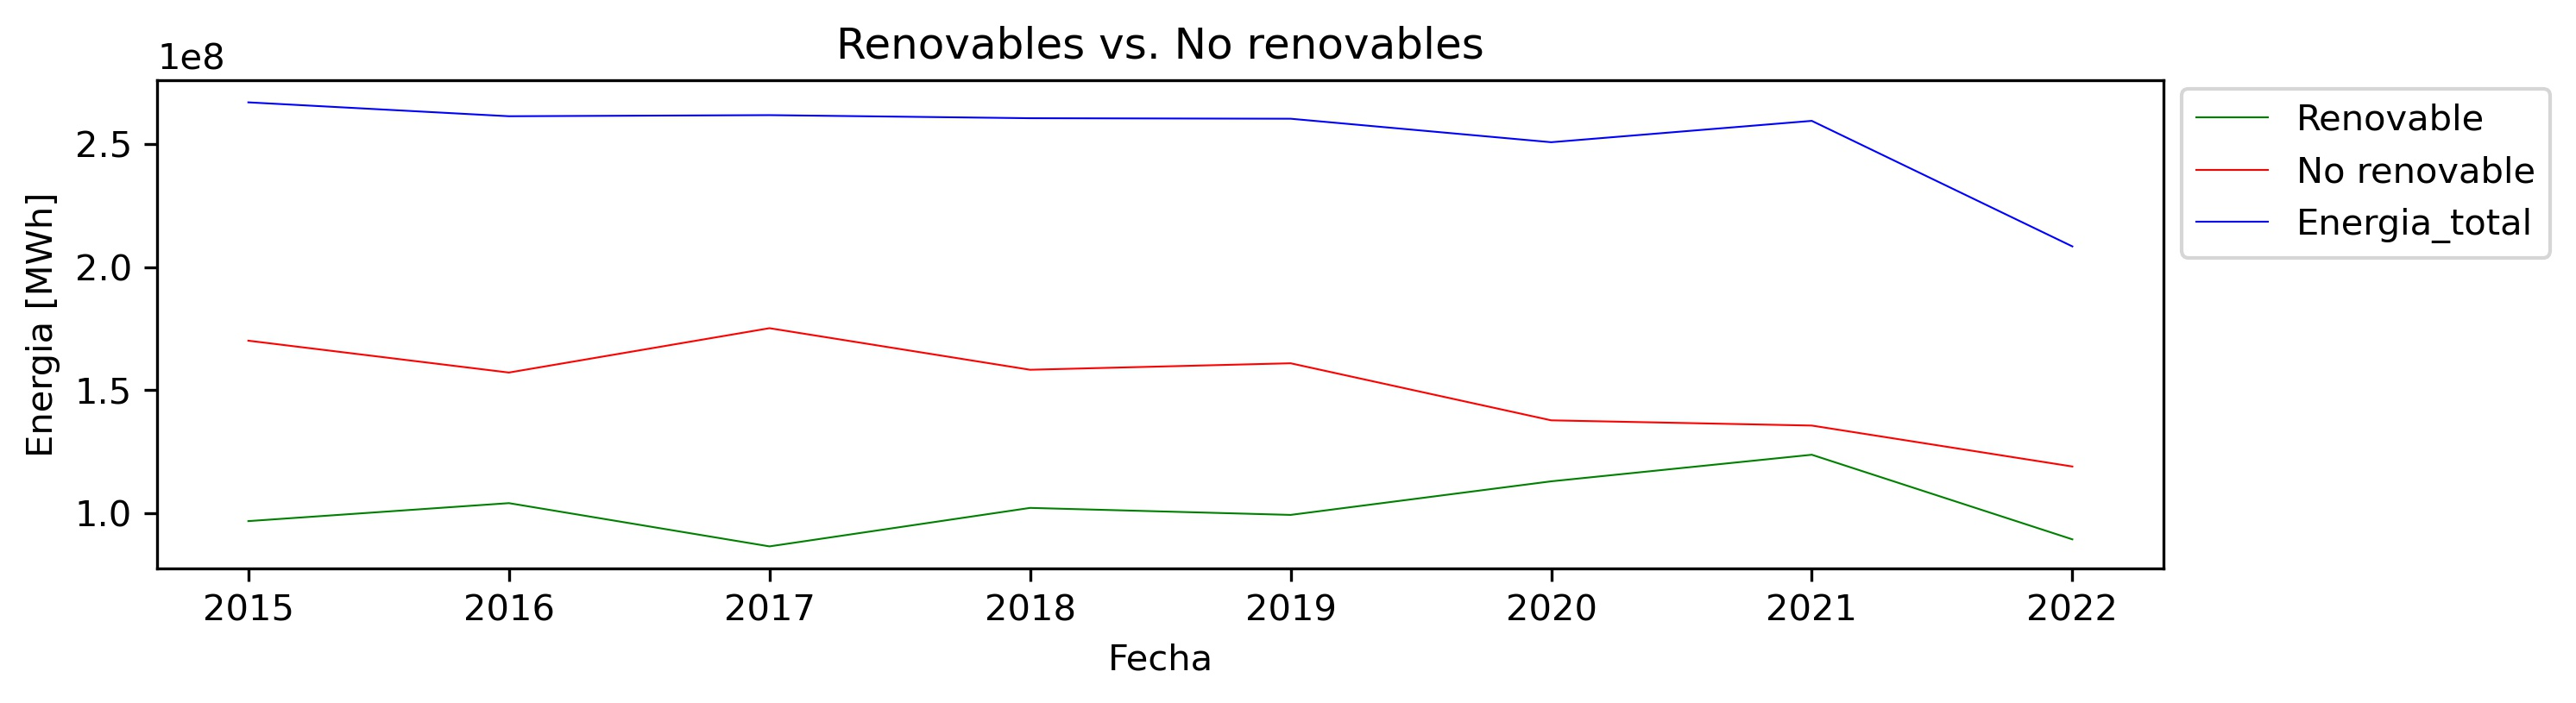 Renovables vs. No renovables
1e8
2.5
2.0
1.5
1.0
Energia [MWh]
2015 2016 2017 2018 2019 2020 2021 2022
Fecha
Renovable
No renovable
Energia_total